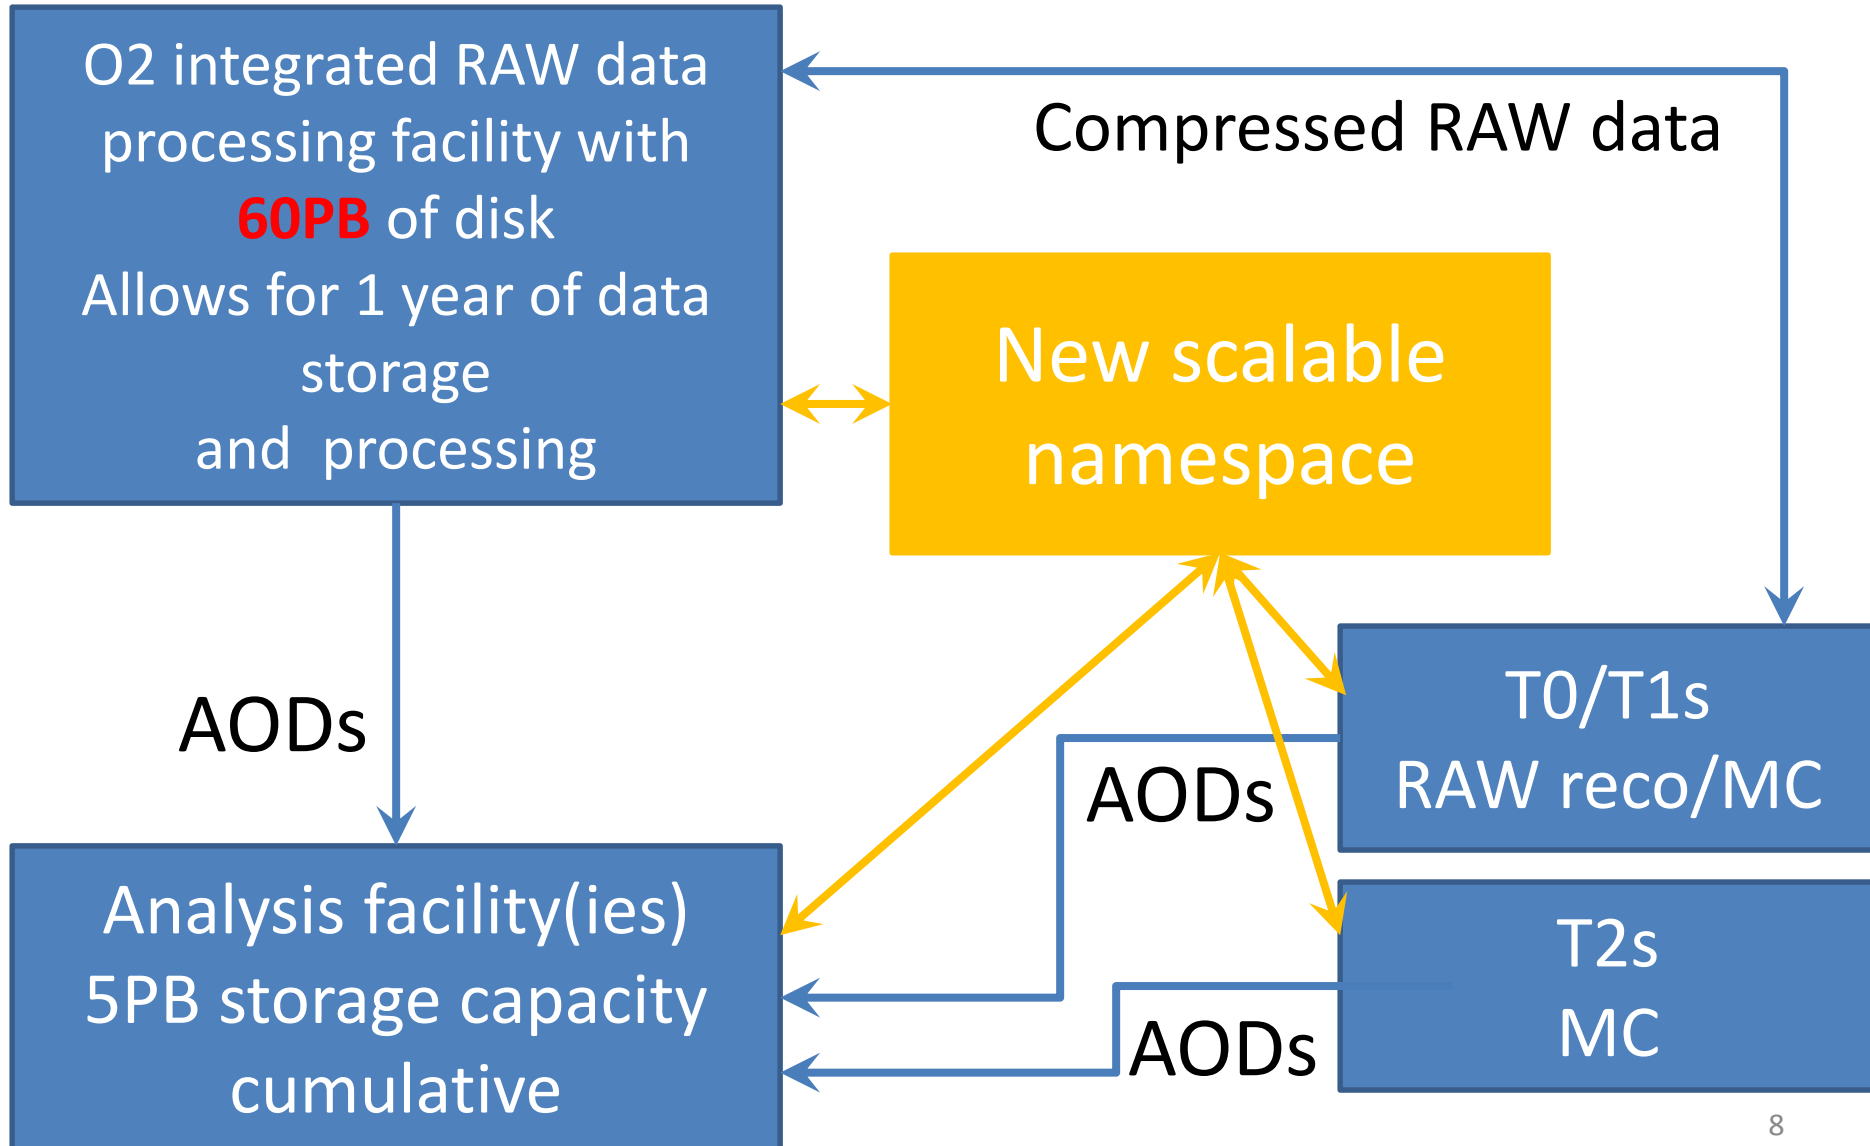 O2 integrated RAW data
processing facility with
60PB of disk
Allows for 1 year of data
storage
and processing
Compressed RAW data
New scalable
namespace
AODs
T0/T1s
RAW reco/MC
AODs
Analysis facility(ies)
5PB storage capacity
cumulative
T2s
MC
AODs
8